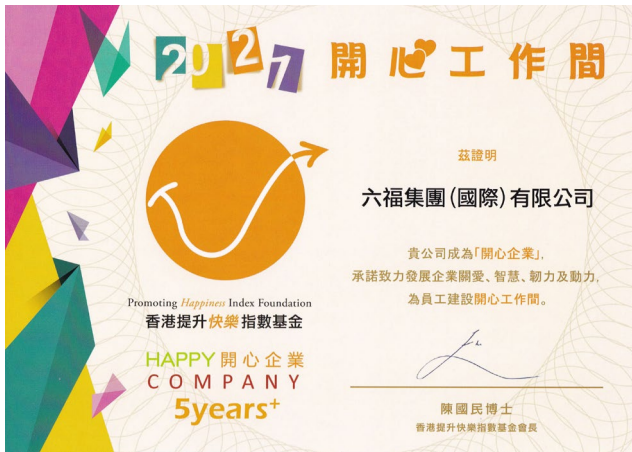 2021 開心工作間
茲證明
六福集團(國際)有限公司
貴公司成為「開心企業」,
承諾致力發展企業關愛、智慧、韌力及動力,
為員工建設開心工作間。
Promoting Happiness Index Foundation
香港提升快樂指數基金
HAPPY 開心企業
COMPANY
5years+
陳國民博士
香港提升快樂指數基金會長